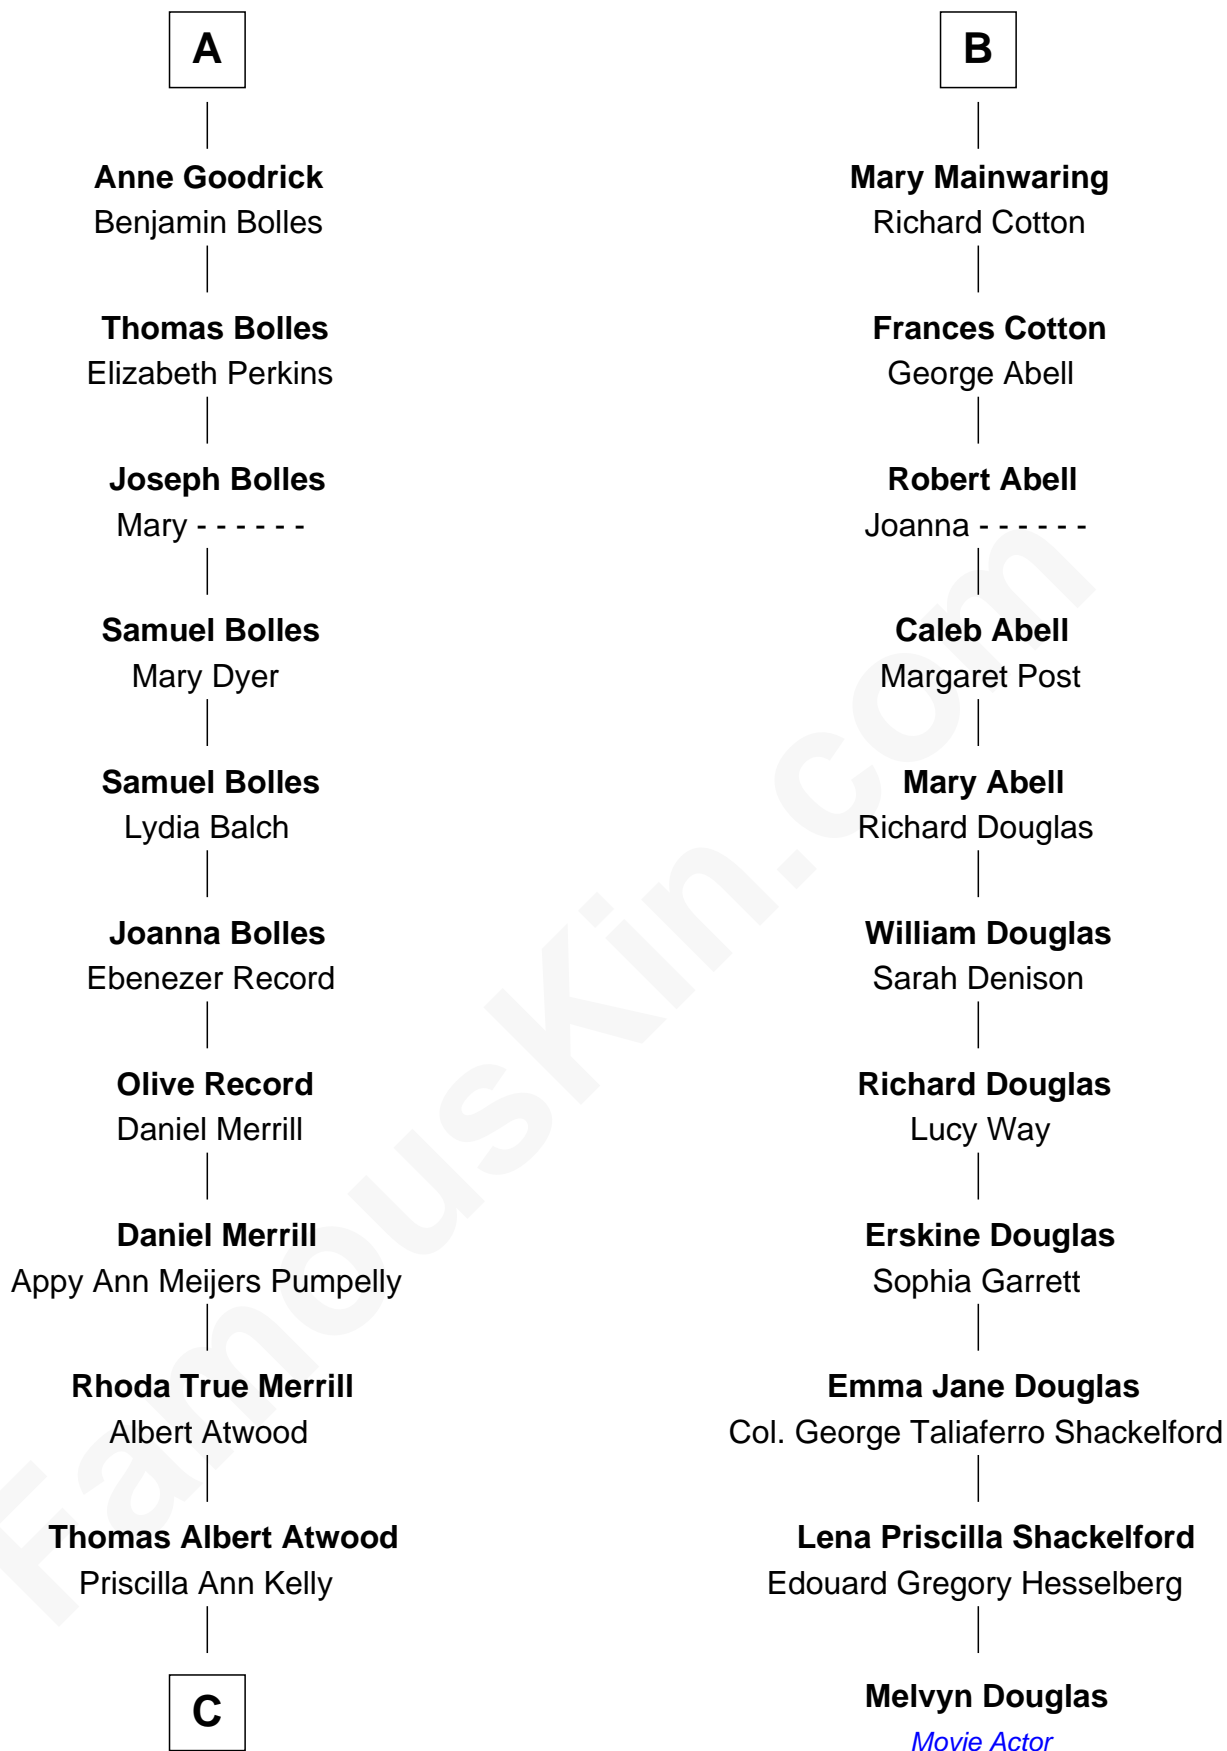 A
Anne Goodrick
Benjamin Bolles
Thomas Bolles
Elizabeth Perkins
Joseph Bolles
Mary - - - - - -
Samuel Bolles
Mary Dyer
Samuel Bolles
Lydia Balch
Joanna Bolles
Ebenezer Record
Olive Record
Daniel Merrill
Daniel Merrill
Appy Ann Meijers Pumpelly
Rhoda True Merrill
Albert Atwood
Thomas Albert Atwood
Priscilla Ann Kelly
C
B
Mary Mainwaring
Richard Cotton
Frances Cotton
George Abell
Robert Abell
Joanna - - - - - -
Caleb Abell
Margaret Post
Mary Abell
Richard Douglas
William Douglas
Sarah Denison
Richard Douglas
Lucy Way
Erskine Douglas
Sophia Garrett
Emma Jane Douglas
Col. George Taliaferro Shackelford
Lena Priscilla Shackelford
Edouard Gregory Hesselberg
Melvyn Douglas
Movie Actor
FamousKin.com